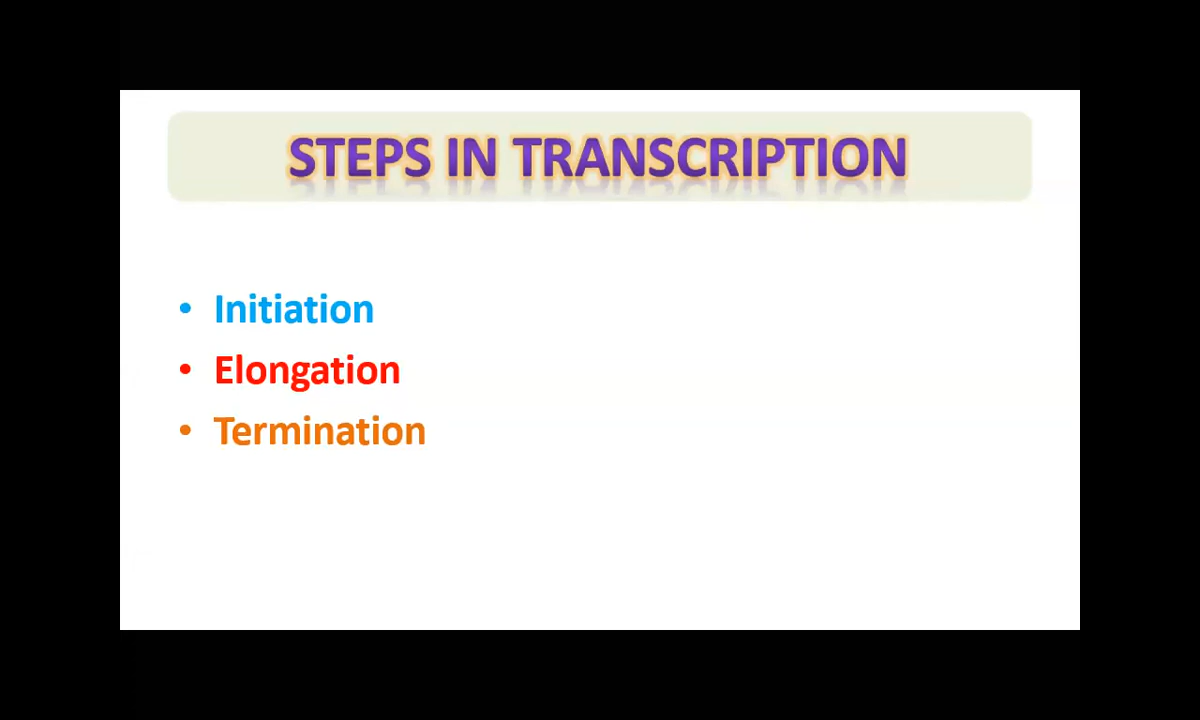 STEPS IN TRANSCRIPTION
• Initiation
• Elongation
• Termination